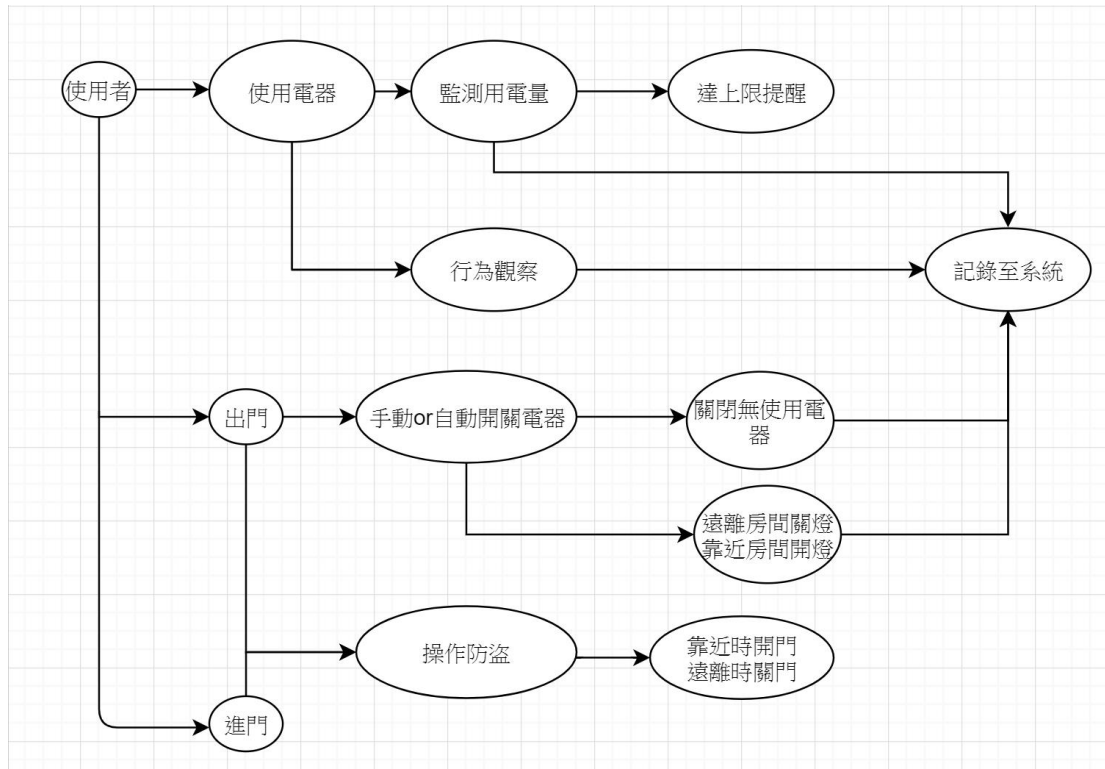 使用者
使用電器
監測用電量
達上限提醒
行為觀察
記錄至系統
出門
手動or自動開關電器
關閉無使用電
器
遠離房間關燈
靠近房間開燈
操作防盜
靠近時開門
遠離時關門
進門